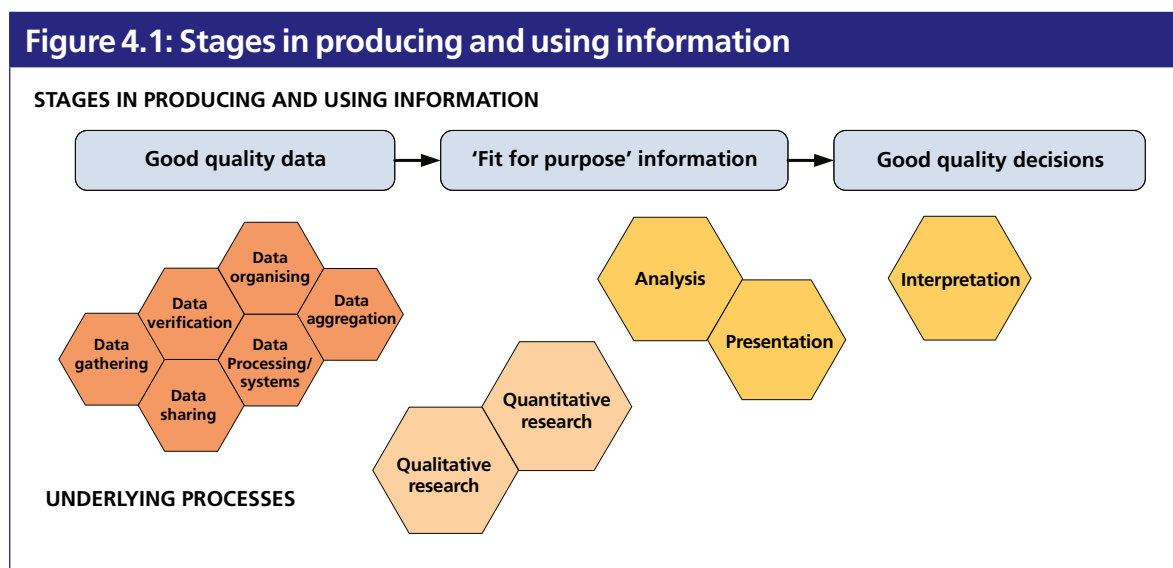 Figure 4.1: Stages in producing and using information
STAGES IN PRODUCING AND USING INFORMATION
Good quality data
‘Fit for purpose’ information
Good quality decisions
Data
organising
Data
verification
Data
aggregation
Data
gathering
Data
Processing/
systems
Data
sharing
Analysis
Presentation
Interpretation
Quantitative
research
Qualitative
research
UNDERLYING PROCESSES